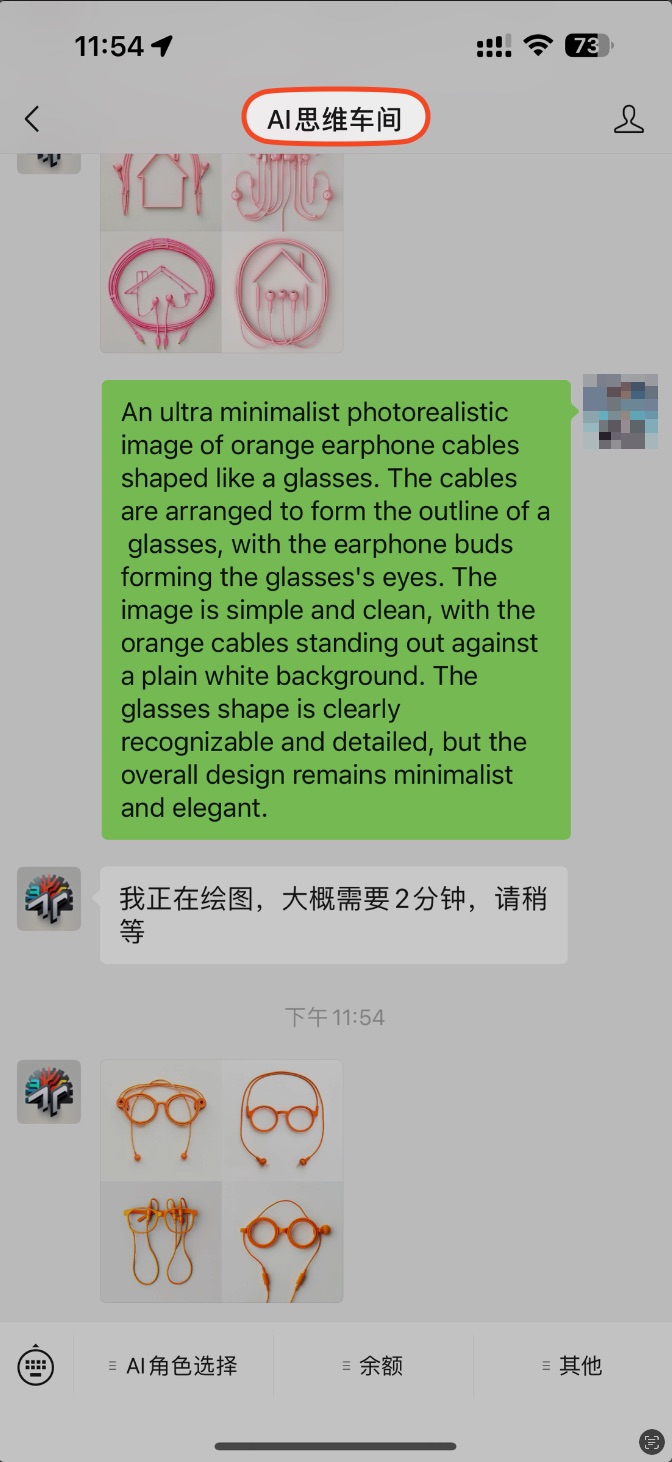 11:54
73
AI思维车间
An ultra minimalist photorealistic
image of orange earphone cables
shaped like a glasses. The cables
are arranged to form the outline of a
glasses, with the earphone buds
forming the glasses's eyes. The
image is simple and clean, with the
orange cables standing out against
a plain white background. The
glasses shape is clearly
recognizable and detailed, but the
overall design remains minimalist
and elegant.
我正在绘图，大概需要2分钟，请稍
等
下午11:54
AI角色选择
余额
其他